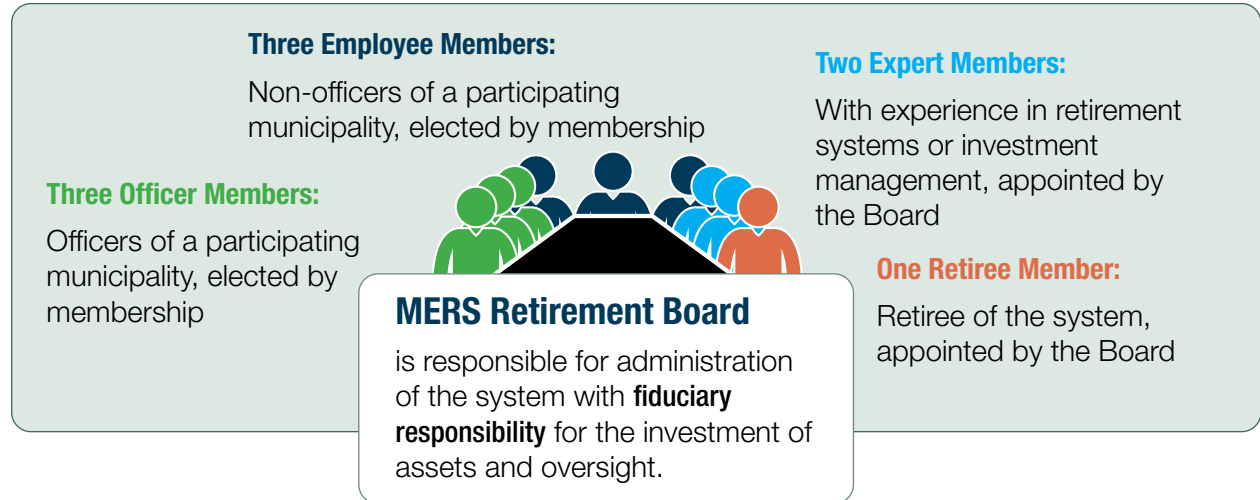 Three Employee Members:
Non-officers of a participating
municipality, elected by membership
Two Expert Members:
With experience in retirement
systems or investment
management, appointed by
the Board
Three Officer Members:
Officers of a participating
municipality, elected by
membership
One Retiree Member:
Retiree of the system,
appointed by the Board
MERS Retirement Board
is responsible for administration
of the system with fiduciary
responsibility for the investment of
assets and oversight.